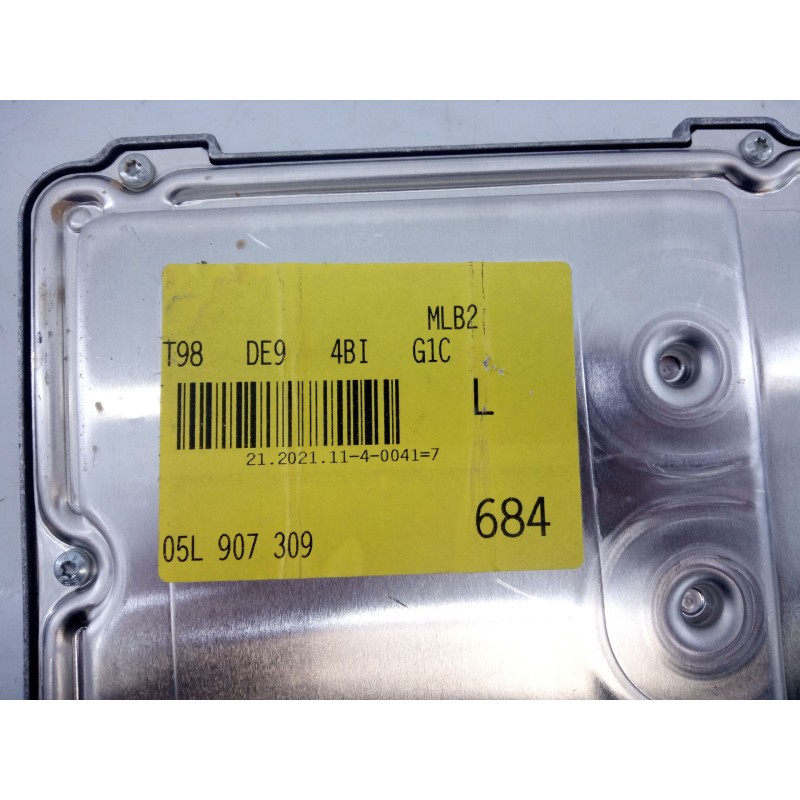 MLB2
T98 DE9 4BI G1C
L
21.2021.11-4-0041=7
684
05L 907 309